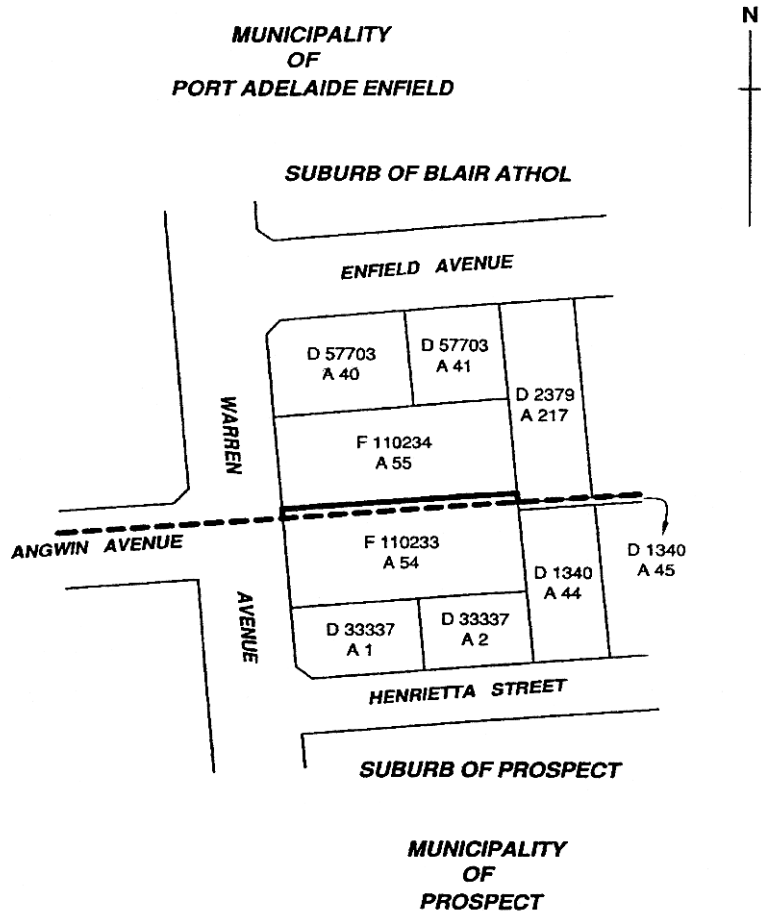 N
MUNICIPALITY
OF
PORT ADELAIDE ENFIELD
SUBURB OF BLAIR ATHOL
ENFIELD AVENUE
D 57703
A 40
D 57703
A 41
D 2379
A 217
WARREN
F 110234
A 55
ANGWIN AVENUE
F 110233
A 54
D 1340
A 44
D 1340
A 45
AVENUE
D 33337
A 1
D 33337
A 2
HENRIETTA STREET
SUBURB OF PROSPECT
MUNICIPALITY
OF
PROSPECT